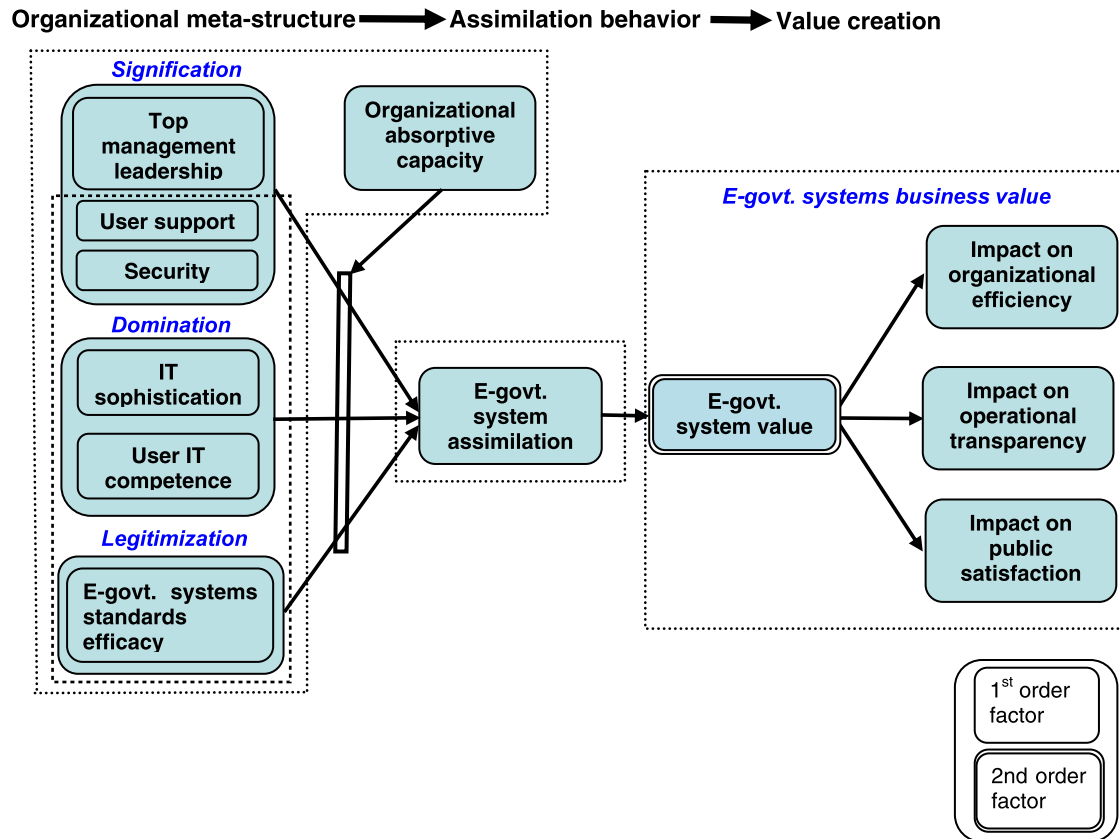 Organizational meta-structure Assimilation behavior Value creation
Signification
Top
management
leadership
User support
Security
Organizational
absorptive
capacity
Domination
IT
sophistication
User IT
competence
Legitimization
E-govt. systems
standards
efficacy
E-govt.
system
assimilation
E-govt. systems business value
E-govt.
system value
Impact on
organizational
efficiency
Impact on
operational
transparency
Impact on
public
satisfaction
1st order
factor
2nd order
factor